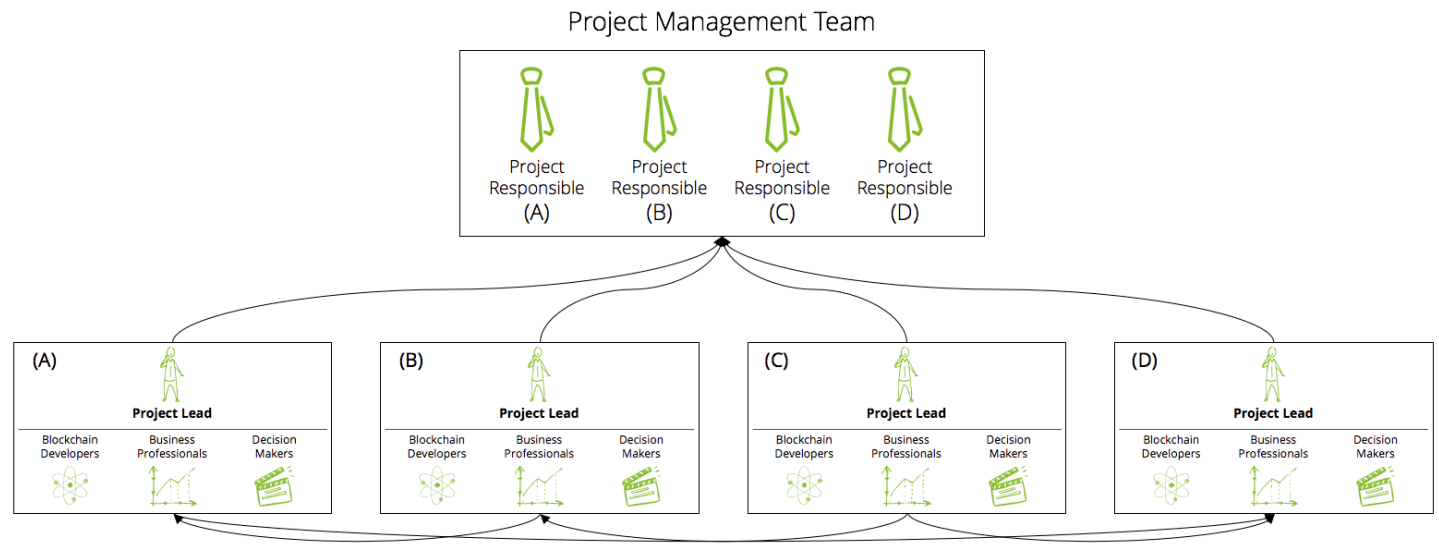 Project Management Team
Project Responsible (A)
Project Responsible (B)
Project Responsible (C)
Project Responsible (D)
(A)
Project Lead
Blockchain Developers
Business Professionals
Decision Makers
(B)
Project Lead
Blockchain Developers
Business Professionals
Decision Makers
(C)
Project Lead
Blockchain Developers
Business Professionals
Decision Makers
(D)
Project Lead
Blockchain Developers
Business Professionals
Decision Makers